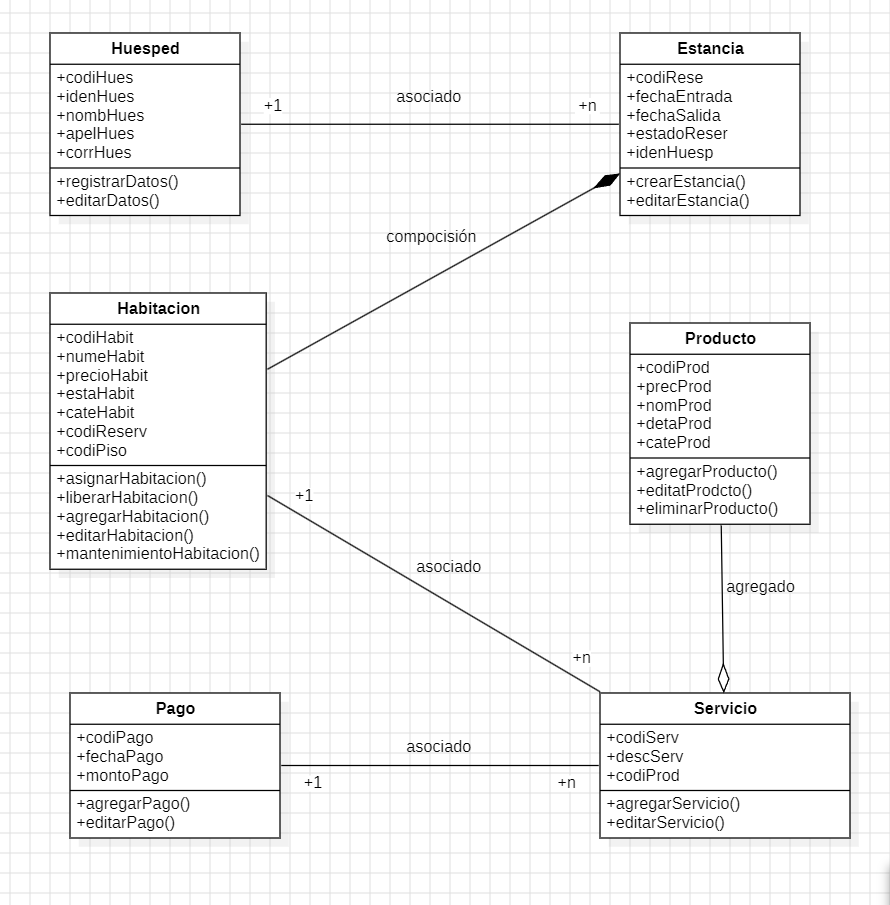 Huesped
+codiHues
+idenHues
+nombHues
+apelHues
+corrHues
+registrarDatos()
+editarDatos()
+1
asociado
+n
Estancia
+codiRese
+fechaEntrada
+fechaSalida
+estadoReser
+idenHuesp
+crearEstancia()
+editarEstancia()
compocisión
Habitacion
+codiHabit
+numeHabit
+precioHabit
+estaHabit
+cateHabit
+codiReserv
+codiPiso
+asignarHabitacion()
+liberarHabitacion()
+agregarHabitacion()
+editarHabitacion()
+mantenimientoHabitacion()
Producto
+codiProd
+precProd
+nomProd
+detaProd
+cateProd
+agregarProducto()
+editatProdcto()
+eliminarProducto()
+1
asociado
+n
agregado
Pago
+codiPago
+fechaPago
+montoPago
+agregarPago()
+editarPago()
asociado
+1
+n
Servicio
+codiServ
+descServ
+codiProd
+agregarServicio()
+editarServicio()